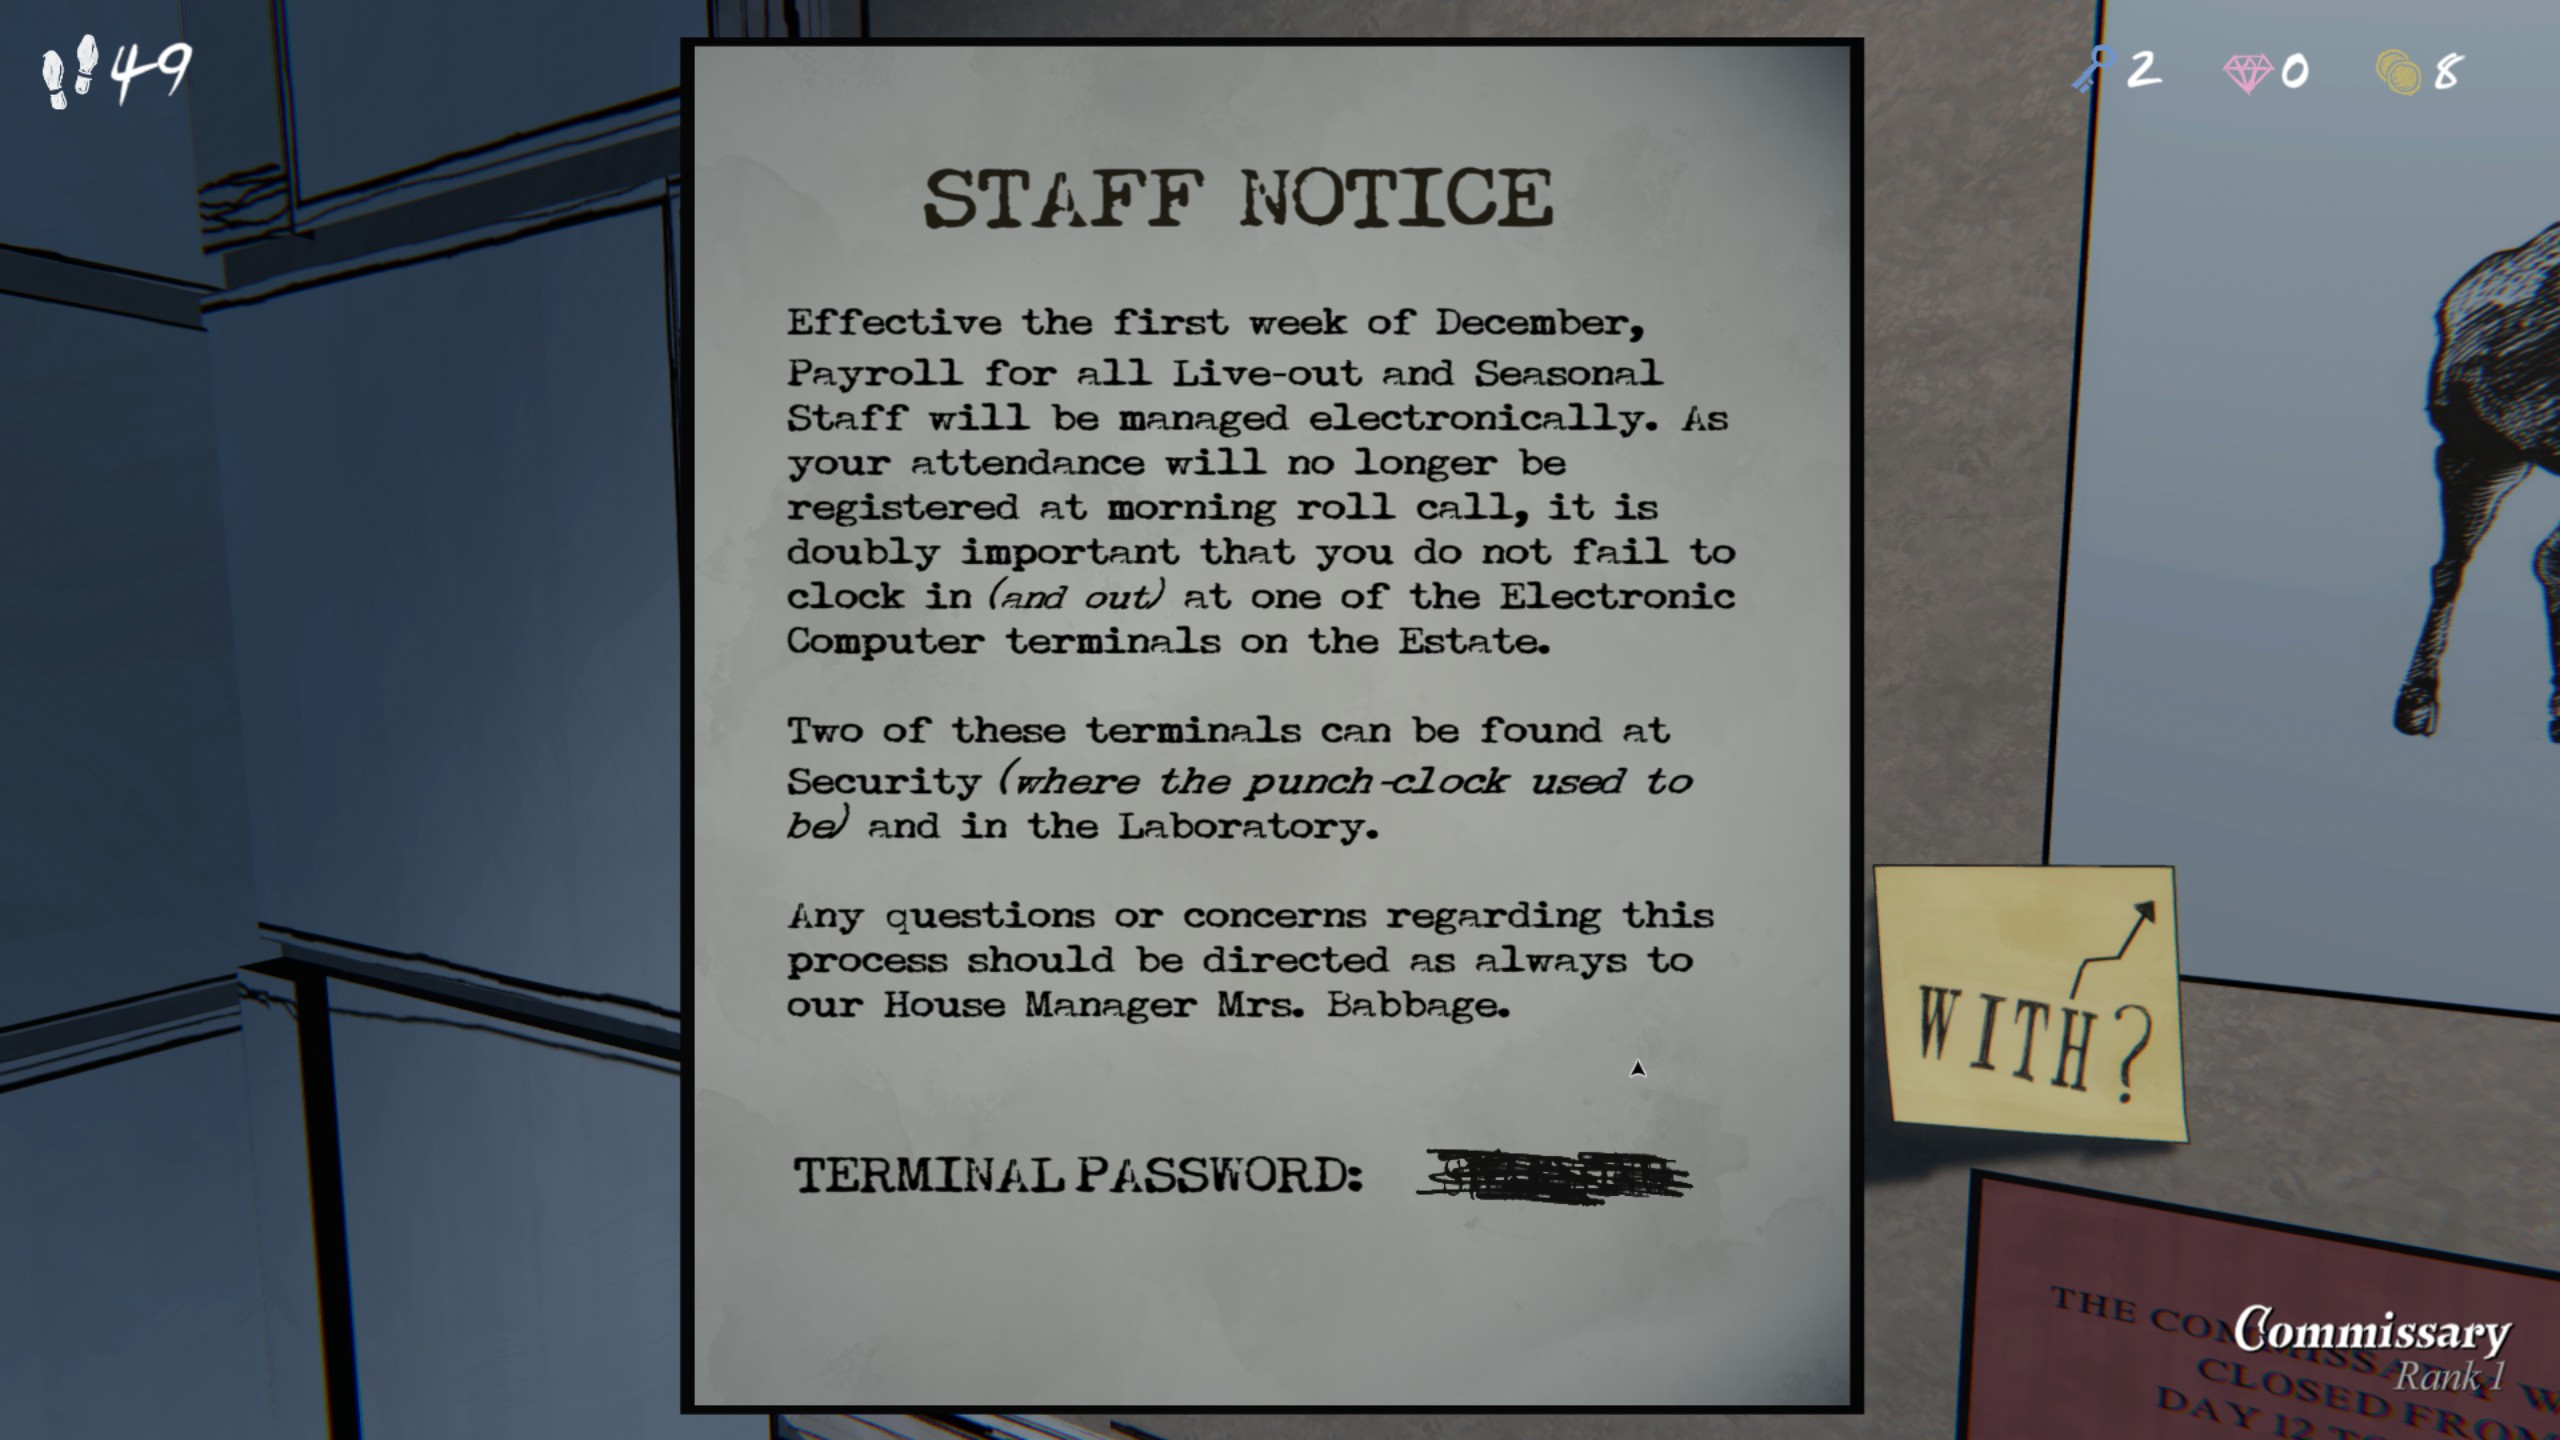 49
2
0
8
STAFF NOTICE
Effective the first week of December,
Payroll for all Live-out and Seasonal
Staff will be managed electronically. As
your attendance will no longer be
registered at morning roll call, it is
doubly important that you do not fail to
clock in (and out) at one of the Electronic
Computer terminals on the Estate.
Two of these terminals can be found at
Security (where the punch-clock used to
be) and in the Laboratory.
Any questions or concerns regarding this
process should be directed as always to
our House Manager Mrs. Babbage.
TERMINAL PASSWORD:
WITH?
THE
CLOSED FROM
DAY 12
Commissary
Rank 1